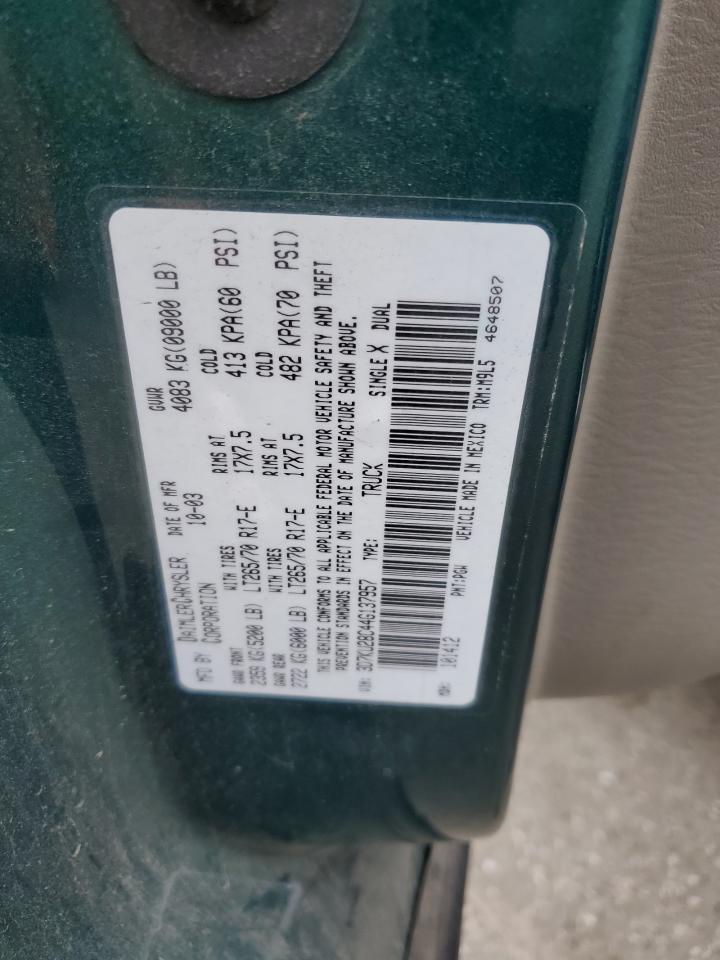 MFD BY DAIMLERCHRYSLER CORPORATION DATE OF MFR 10-03 GVWR 4083 KG(09000 LB)
GAWR FRONT WITH TIRES RIMS AT COLD
2359 KG(5200 LB) LT265/70 R17-E 17X7.5 413 KPA(60 PSI)
GAWR REAR WITH TIRES RIMS AT COLD
2722 KG(6000 LB) LT265/70 R17-E 17X7.5 482 KPA(70 PSI)
THIS VEHICLE CONFORMS TO ALL APPLICABLE FEDERAL MOTOR VEHICLE SAFETY AND THEFT
PREVENTION STANDARDS IN EFFECT ON THE DATE OF MANUFACTURE SHOWN ABOVE.
VIN: 3D7KU28C44G137957 TYPE: TRUCK SINGLE X DUAL
MDH: 101412 PNT:PGW VEHICLE MADE IN MEXICO TRM:M9L5 4648507